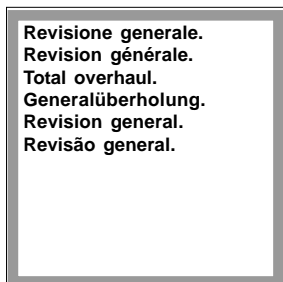 Revisione generale.
Revision générale.
Total overhaul.
Generalüberholung.
Revision general.
Revisão general.